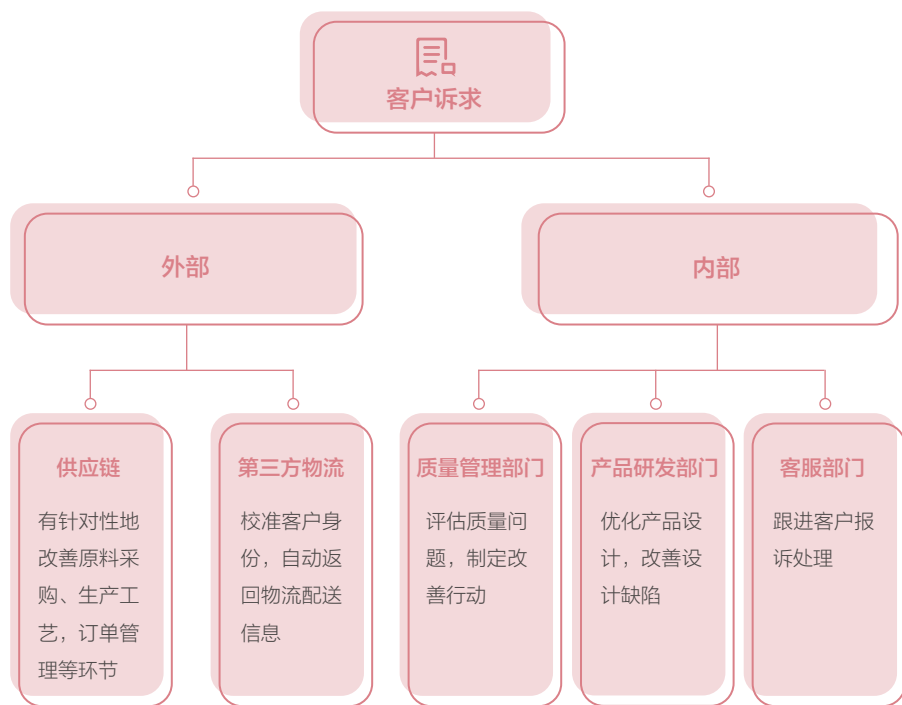 客户诉求
外部
内部
供应链
有针对性地
改善原料采
购、生产工
艺，订单管
理等环节
第三方物流
校准客户身
份，自动返
回物流配送
信息
质量管理部门
评估质量问
题，制定改
善行动
产品研发部门
优化产品设
计，改善设
计缺陷
客服部门
跟进客户报
诉处理